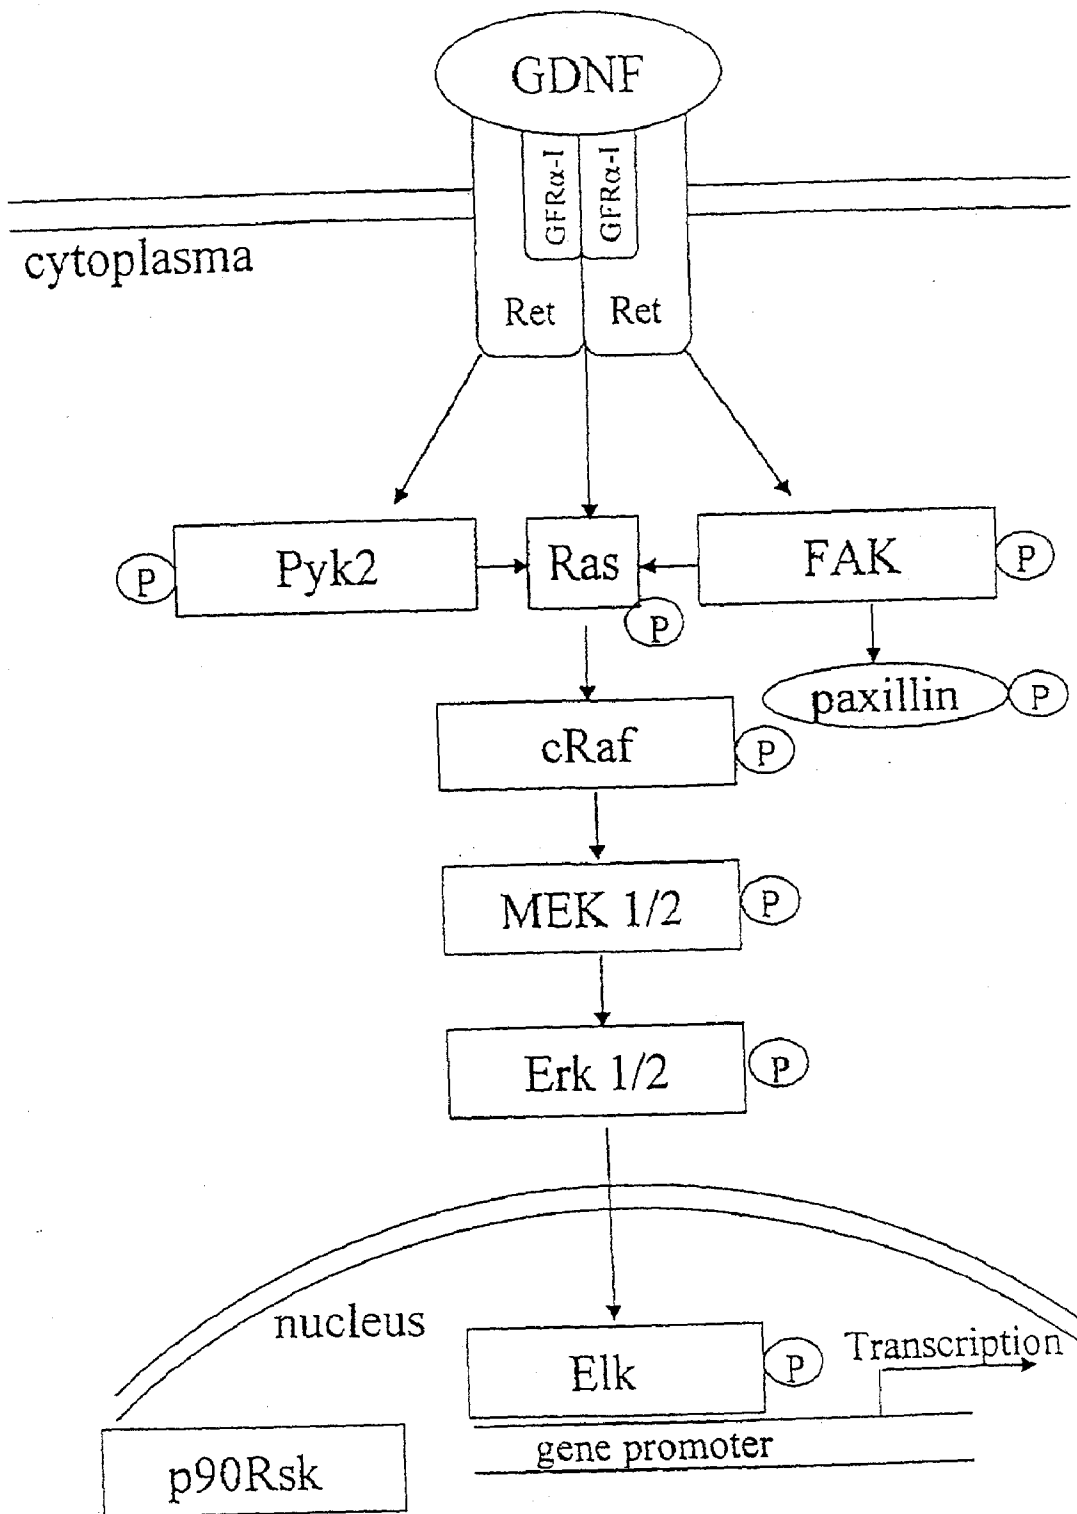 GDNF
GFRα-I
GFRα-I
cytoplasma
Ret
Ret
P
Pyk2
Ras
P
FAK
P
paxillin
P
cRaf
P
MEK 1/2
P
Erk 1/2
P
nucleus
Elk
P
Transcription
gene promoter
p90Rsk